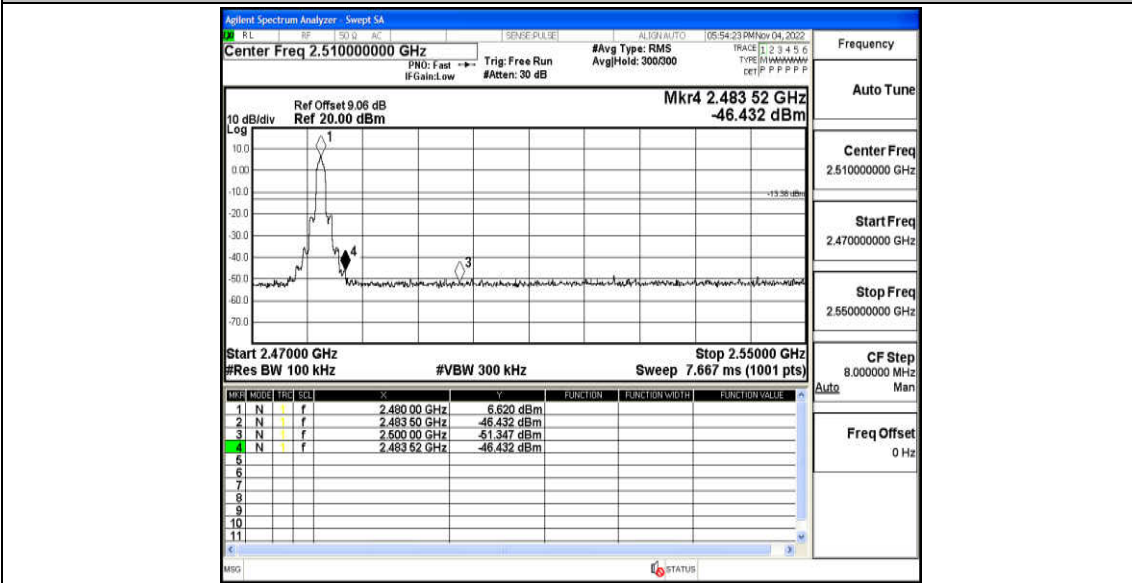 Agilent Spectrum Analyzer - Swept SA
RL RF 50 Ω AC SENSE:PULSE ALIGN AUTO 05:54:23 PM Nov 04, 2022
Center Freq 2.510000000 GHz
PNO: Fast
IFGain:Low
Trig: Free Run
#Atten: 30 dB
#Avg Type: RMS
Avg|Hold: 300/300
TRACE 1 2 3 4 5 6
TYPE M WWWWW
DET P P P P P P
Mkr4 2.483 52 GHz
-46.432 dBm
Ref Offset 9.06 dB
10 dB/div Ref 20.00 dBm
Log
10.0
0.00
-10.0
-20.0
-30.0
-40.0
-50.0
-60.0
-70.0
1
4
3
-13.38 dBm
Start 2.47000 GHz Stop 2.55000 GHz
#Res BW 100 kHz #VBW 300 kHz Sweep 7.667 ms (1001 pts)
MKR MODE TRC SCL X Y FUNCTION FUNCTION WIDTH FUNCTION VALUE
1 N 1 f 2.480 00 GHz 6.620 dBm
2 N 1 f 2.483 50 GHz -46.432 dBm
3 N 1 f 2.500 00 GHz -51.347 dBm
4 N 1 f 2.483 52 GHz -46.432 dBm
5
6
7
8
9
10
11
MSG STATUS
Frequency
Auto Tune
Center Freq
2.510000000 GHz
Start Freq
2.470000000 GHz
Stop Freq
2.550000000 GHz
CF Step
8.000000 MHz
Auto Man
Freq Offset
0 Hz